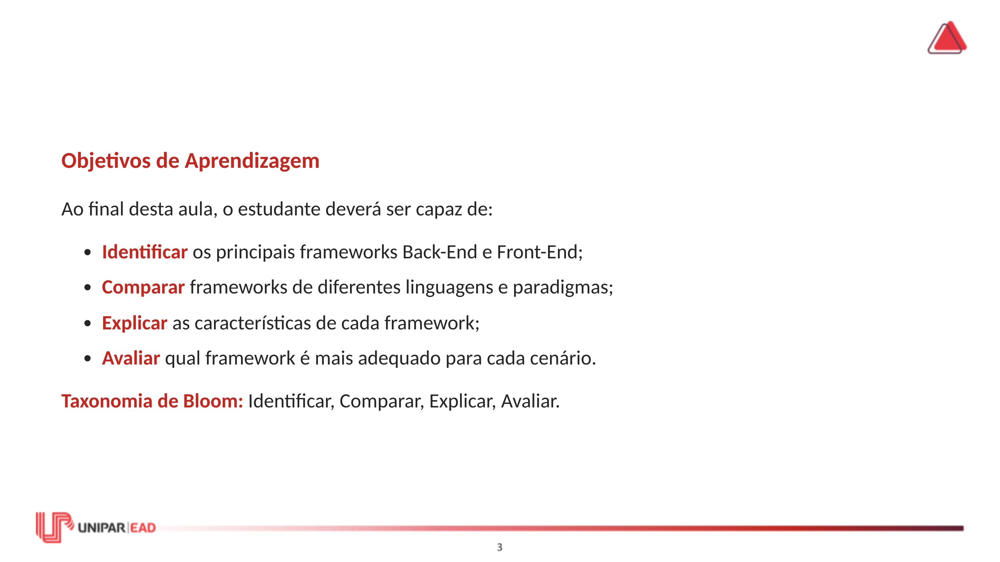 Objetivos de Aprendizagem
Ao final desta aula, o estudante deverá ser capaz de:
• Identificar os principais frameworks Back-End e Front-End;
• Comparar frameworks de diferentes linguagens e paradigmas;
• Explicar as características de cada framework;
• Avaliar qual framework é mais adequado para cada cenário.
Taxonomia de Bloom: Identificar, Comparar, Explicar, Avaliar.
UNIPAR|EAD
3